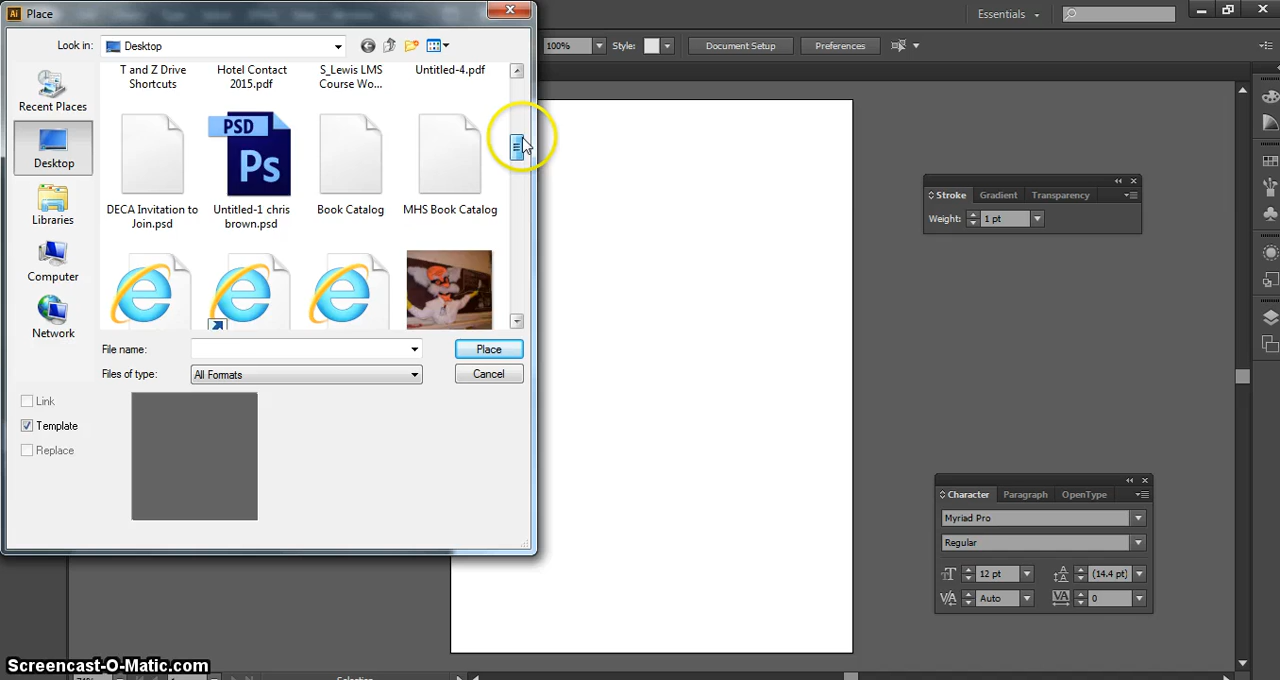 Place
Essentials
Look in:
Desktop
100%
Style:
Document Setup
Preferences
T and Z Drive
Shortcuts
Hotel Contact
2015.pdf
S_Lewis LMS
Course Wo...
Untitled-4.pdf
Recent Places
Desktop
Libraries
Computer
Network
PSD
Ps
DECA Invitation to
Join.psd
Untitled-1 chris
brown.psd
Book Catalog
MHS Book Catalog
File name:
Place
Files of type:
All Formats
Cancel
Link
Template
Replace
Stroke
Gradient
Transparency
Weight:
1 pt
Character
Paragraph
OpenType
Myriad Pro
Regular
12 pt
(14.4 pt)
Auto
0
Selection
Screencast-O-Matic.com